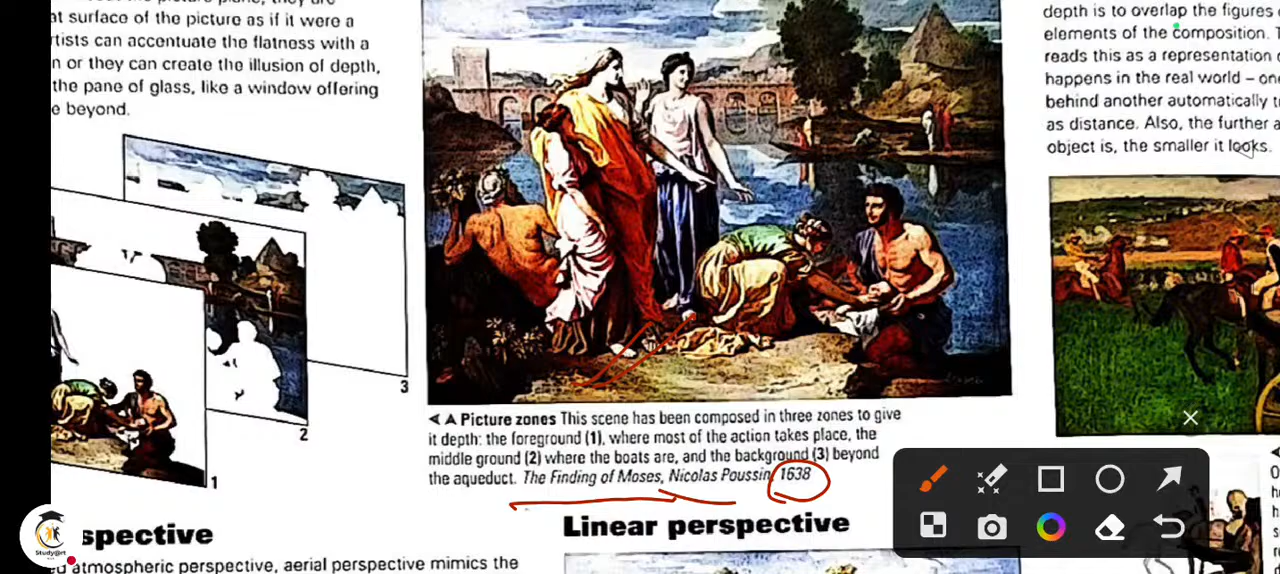 at surface of the picture as if it were a
tists can accentuate the flatness with a
n or they can create the illusion of depth,
the pane of glass, like a window offering
e beyond.
3
2
1
◄ A Picture zones This scene has been composed in three zones to give
it depth: the foreground (1), where most of the action takes place, the
middle ground (2) where the boats are, and the background (3) beyond
the aqueduct. The Finding of Moses, Nicolas Poussin, 1638
spective
atmospheric perspective, aerial perspective mimics the
Linear perspective
depth is to overlap the figures
elements of the composition.
reads this as a representation
happens in the real world – one
behind another automatically
as distance. Also, the further a
object is, the smaller it looks.
Study@rt